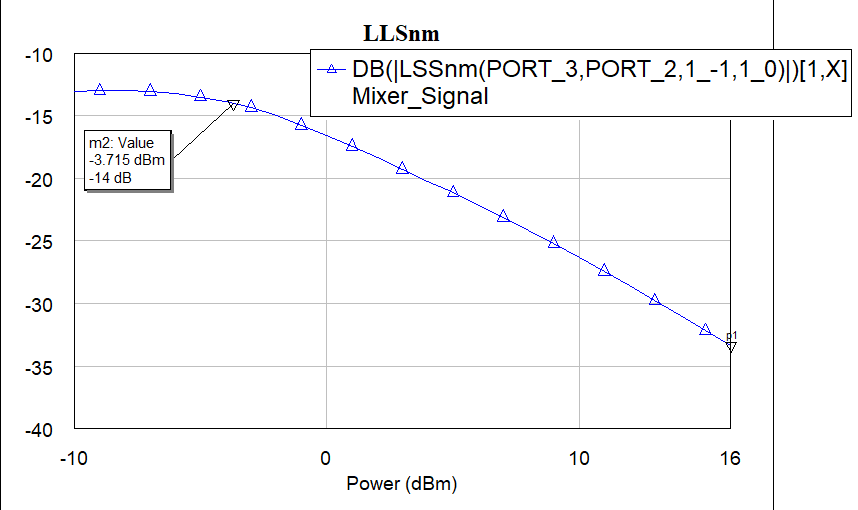 LLSnm
DB(|LSSnm(PORT_3,PORT_2,1_-1,1_0)|)[1,X]
Mixer_Signal
m2: Value
-3.715 dBm
-14 dB
-10
-15
-20
-25
-30
-35
-40
p1
-10
0
10
16
Power (dBm)